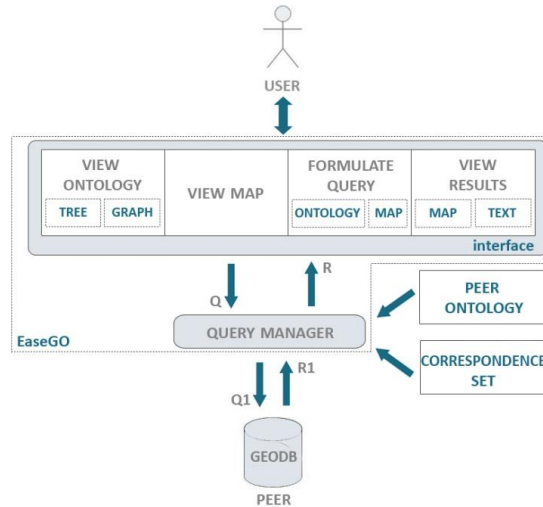 USER
VIEW
ONTOLOGY
TREE
GRAPH
VIEW MAP
FORMULATE
QUERY
ONTOLOGY
MAP
VIEW
RESULTS
MAP
TEXT
interface
Q
R
PEER
ONTOLOGY
EaseGO
QUERY MANAGER
CORRESPONDENCE
SET
Q1
R1
GEODB
PEER